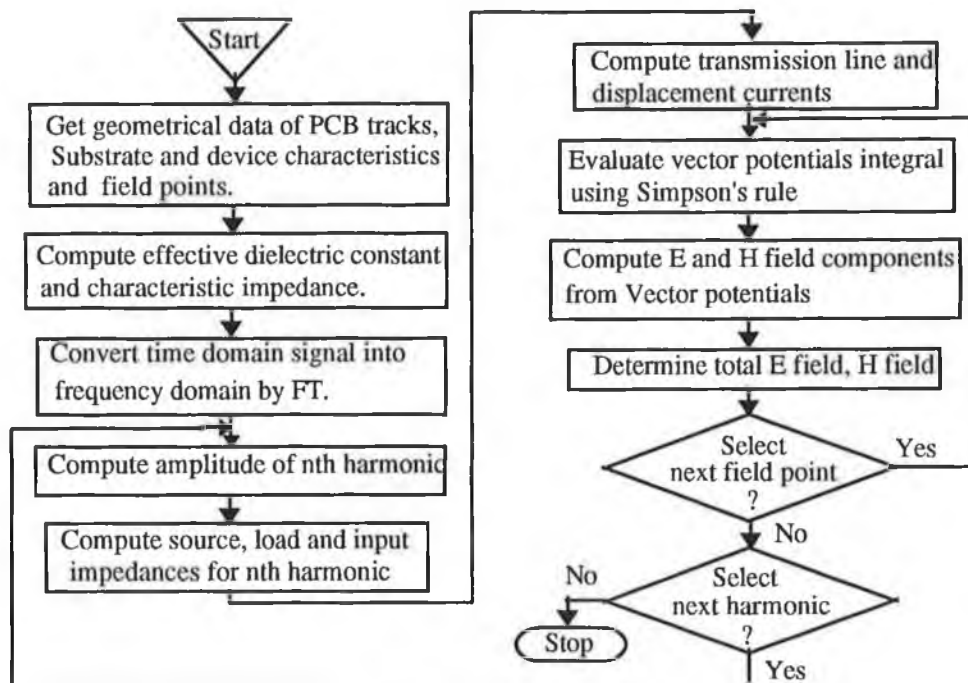 Start
Get geometrical data of PCB tracks,
Substrate and device characteristics
and field points.
Compute effective dielectric constant
and characteristic impedance.
Convert time domain signal into
frequency domain by FT.
Compute amplitude of nth harmonic
Compute source, load and input
impedances for nth harmonic
Compute transmission line and
displacement currents
Evaluate vector potentials integral
using Simpson's rule
Compute E and H field components
from Vector potentials
Determine total E field, H field
Select
next field point
?
Yes
No
Select
next harmonic
?
No
Stop
Yes